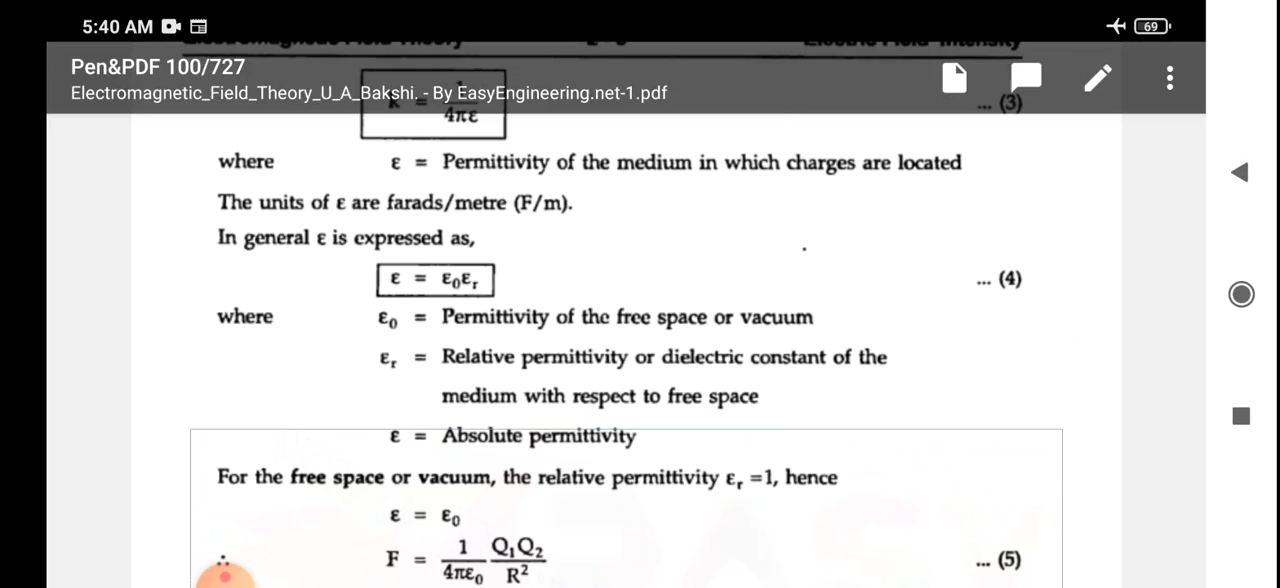 5:40 AM
69
Pen&PDF 100/727
Electromagnetic_Field_Theory_U_A_Bakshi. - By EasyEngineering.net-1.pdf
K = 1/4πε ... (3)
where ε = Permittivity of the medium in which charges are located
The units of ε are farads/metre (F/m).
In general ε is expressed as,
ε = ε₀εᵣ ... (4)
where ε₀ = Permittivity of the free space or vacuum
εᵣ = Relative permittivity or dielectric constant of the
medium with respect to free space
ε = Absolute permittivity
For the free space or vacuum, the relative permittivity εᵣ =1, hence
ε = ε₀
∴ F = 1/4πε₀ Q₁Q₂/R² ... (5)